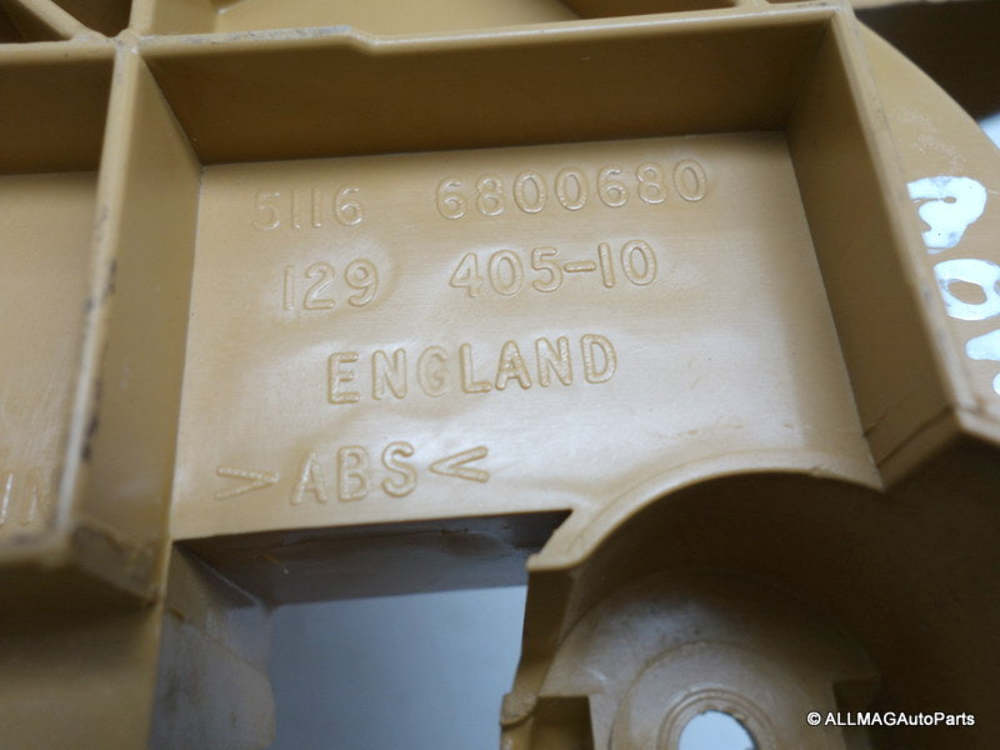 5116 6800680
129 405-10
ENGLAND
>ABS<
© ALLMAGAutoParts